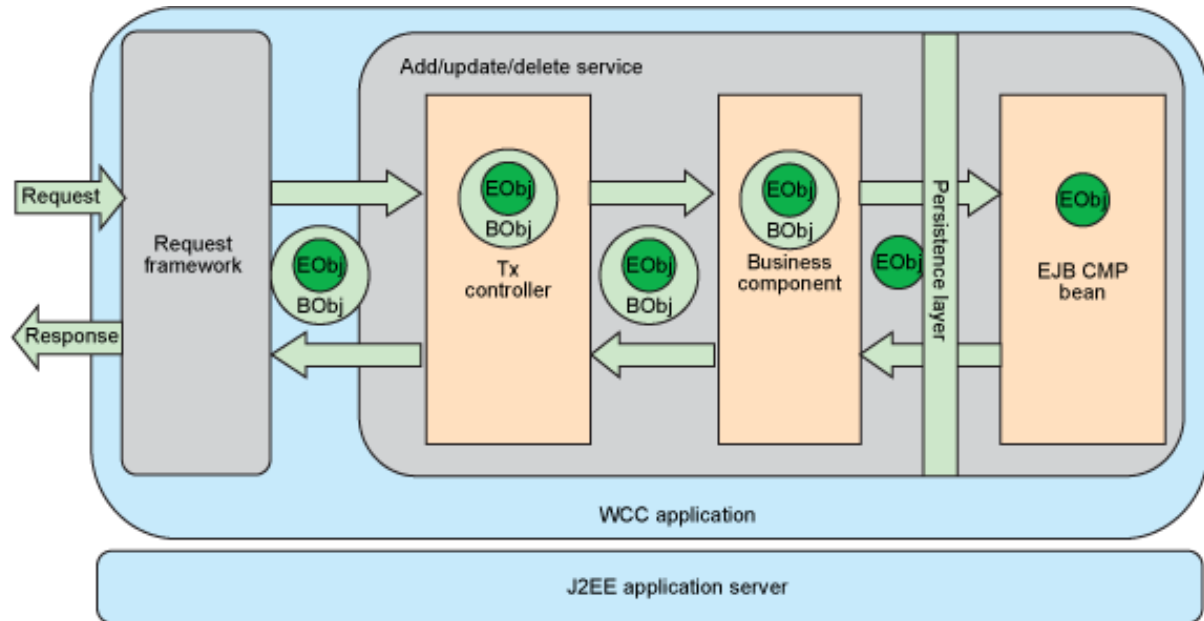 Add/update/delete service
Request
Response
Request
framework
EObj
BObj
EObj
BObj
Tx
controller
EObj
BObj
EObj
BObj
Business
component
EObj
Persistence layer
EObj
EJB CMP
bean
WCC application
J2EE application server